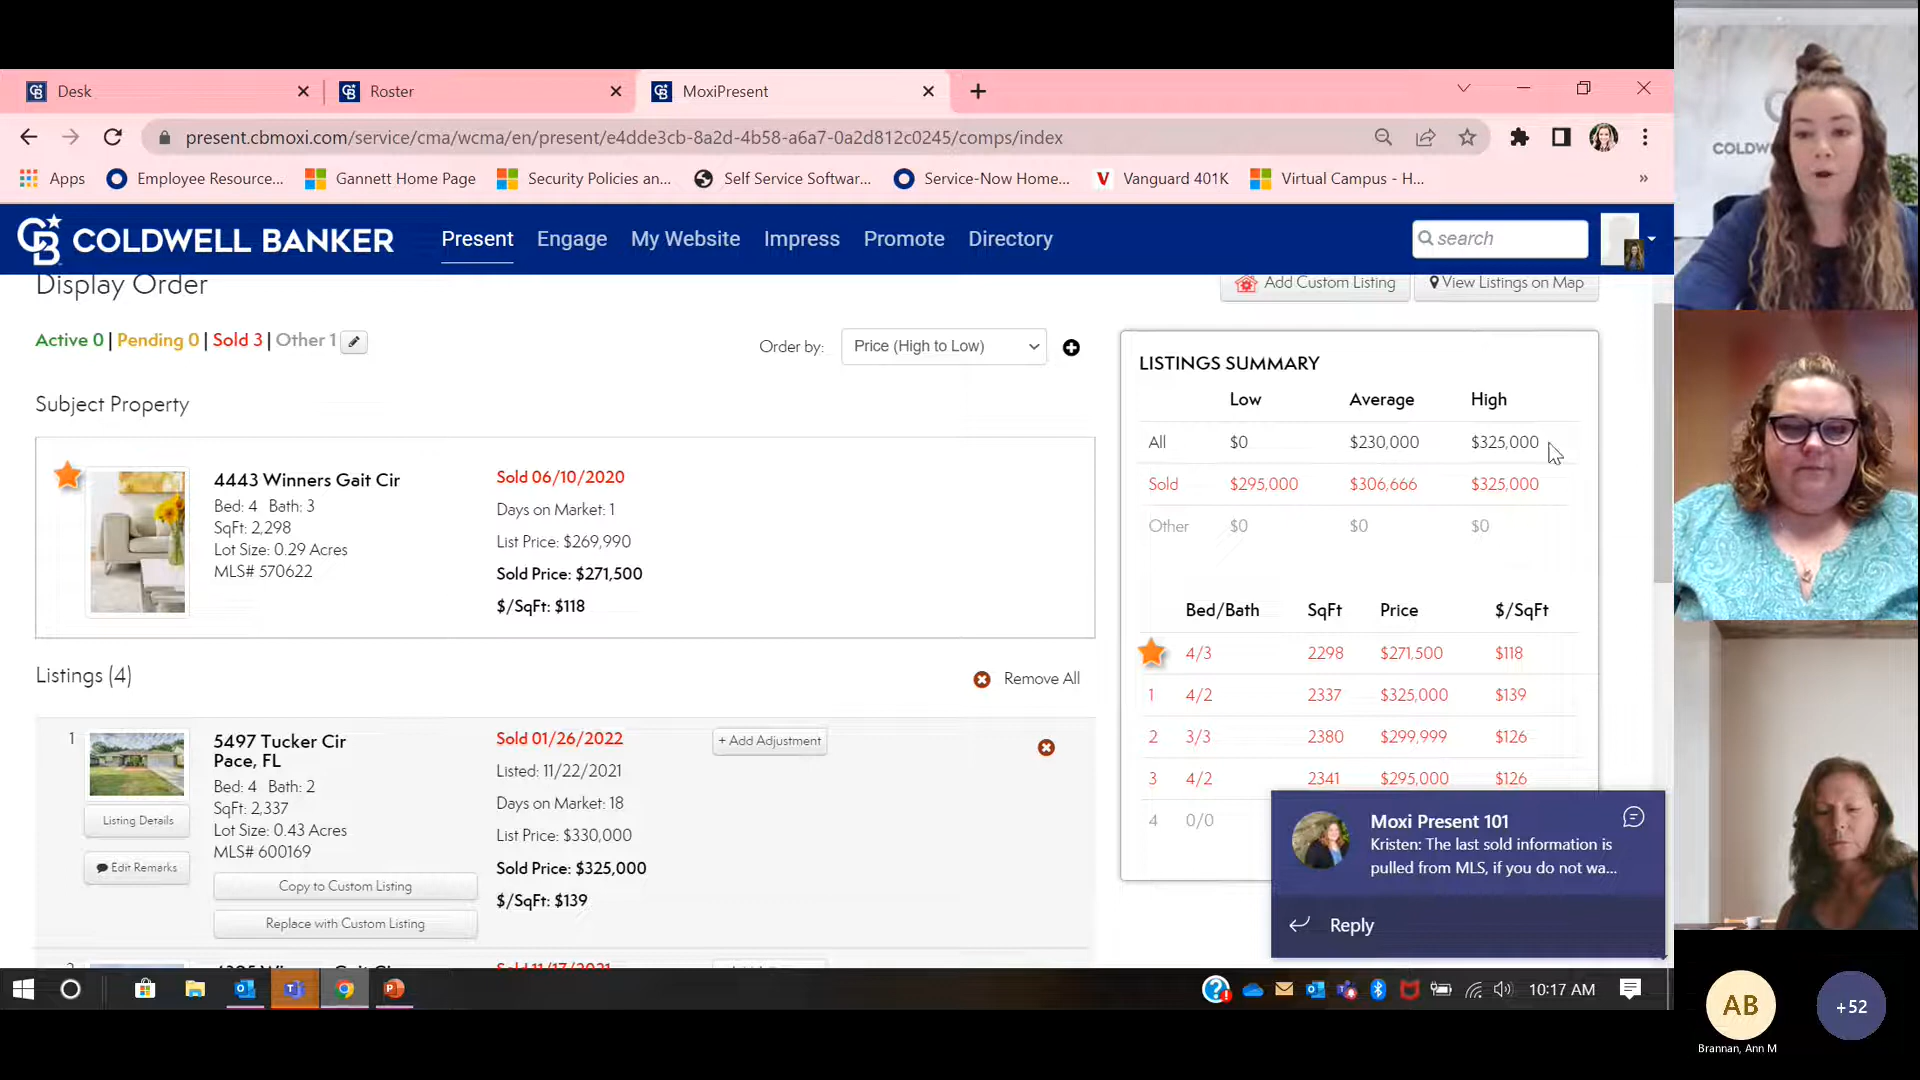 Desk
Roster
MoxiPresent
present.cbmoxi.com/service/cma/wcma/en/present/e4dde3cb-8a2d-4b58-a6a7-0a2d812c0245/comps/index
Apps
Employee Resource...
Gannett Home Page
Security Policies an...
Self Service Softwar...
Service-Now Home...
Vanguard 401K
Virtual Campus - H...
»
COLDWELL BANKER
Present
Engage
My Website
Impress
Promote
Directory
search
Display Order
Add Custom Listing
View Listings on Map
Active 0 | Pending 0 | Sold 3 | Other 1
Order by:
Price (High to Low)
Subject Property
4443 Winners Gait Cir
Bed: 4 Bath: 3
SqFt: 2,298
Lot Size: 0.29 Acres
MLS# 570622
Sold 06/10/2020
Days on Market: 1
List Price: $269,990
Sold Price: $271,500
$/SqFt: $118
Listings (4)
Remove All
1
Listing Details
Edit Remarks
5497 Tucker Cir
Pace, FL
Bed: 4 Bath: 2
SqFt: 2,337
Lot Size: 0.43 Acres
MLS# 600169
Copy to Custom Listing
Replace with Custom Listing
Sold 01/26/2022
Listed: 11/22/2021
Days on Market: 18
List Price: $330,000
Sold Price: $325,000
$/SqFt: $139
+ Add Adjustment
LISTINGS SUMMARY
Low Average High
All $0 $230,000 $325,000
Sold $295,000 $306,666 $325,000
Other $0 $0 $0
Bed/Bath SqFt Price $/SqFt
4/3 2298 $271,500 $118
1 4/2 2337 $325,000 $139
2 3/3 2380 $299,999 $126
3 4/2 2341 $295,000 $126
4 0/0
Moxi Present 101
Kristen: The last sold information is
pulled from MLS, if you do not wa...
Reply
10:17 AM
COLDW
AB
Brannan, Ann M
+52